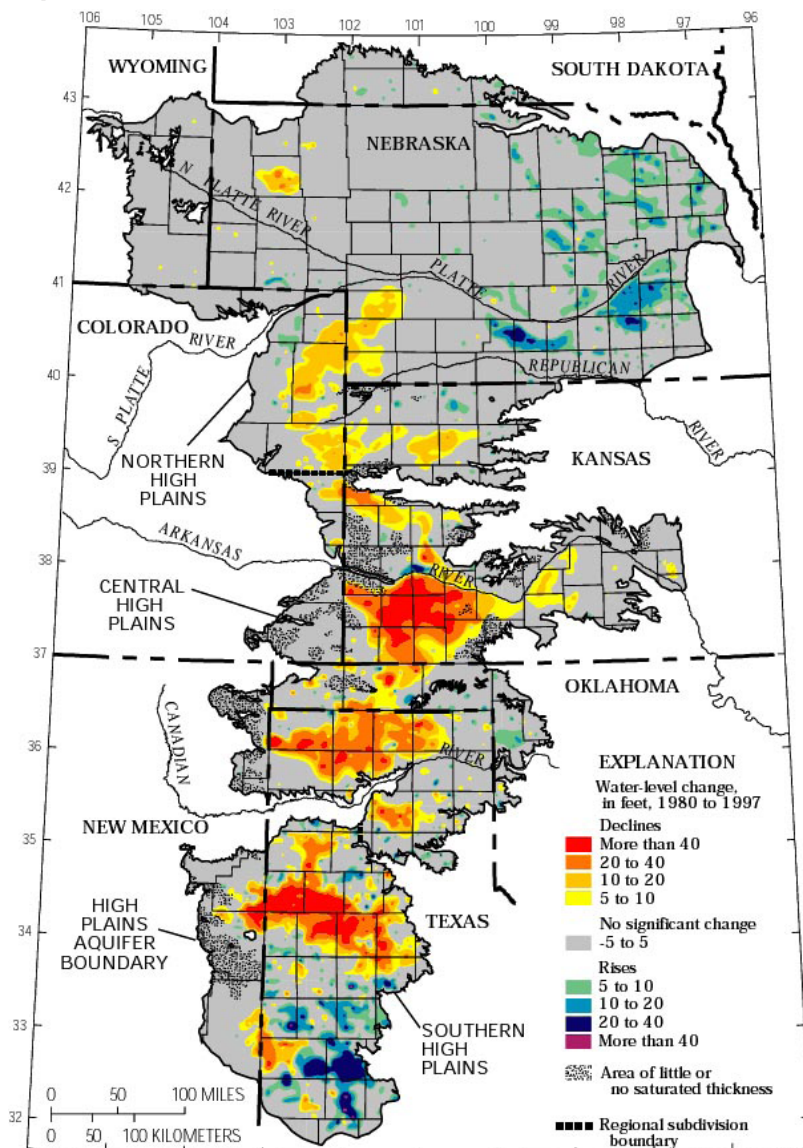 106 105 104 103 102 101 100 99 98 97 96
WYOMING
SOUTH DAKOTA
43
NEBRASKA
42
N PLATTE RIVER
41
PLATTE RIVER
COLORADO
S PLATTE RIVER
REPUBLICAN RIVER
40
NORTHERN
HIGH
PLAINS
39
KANSAS
38
ARKANSAS RIVER
CENTRAL
HIGH
PLAINS
37
OKLAHOMA
CANADIAN RIVER
36
35
NEW MEXICO
HIGH
PLAINS
AQUIFER
BOUNDARY
34
TEXAS
33
SOUTHERN
HIGH
PLAINS
32
0 50 100 MILES
0 50 100 KILOMETERS
EXPLANATION
Water-level change,
in feet, 1980 to 1997
Declines
More than 40
20 to 40
10 to 20
5 to 10
No significant change
-5 to 5
Rises
5 to 10
10 to 20
20 to 40
More than 40
Area of little or
no saturated thickness
Regional subdivision
boundary